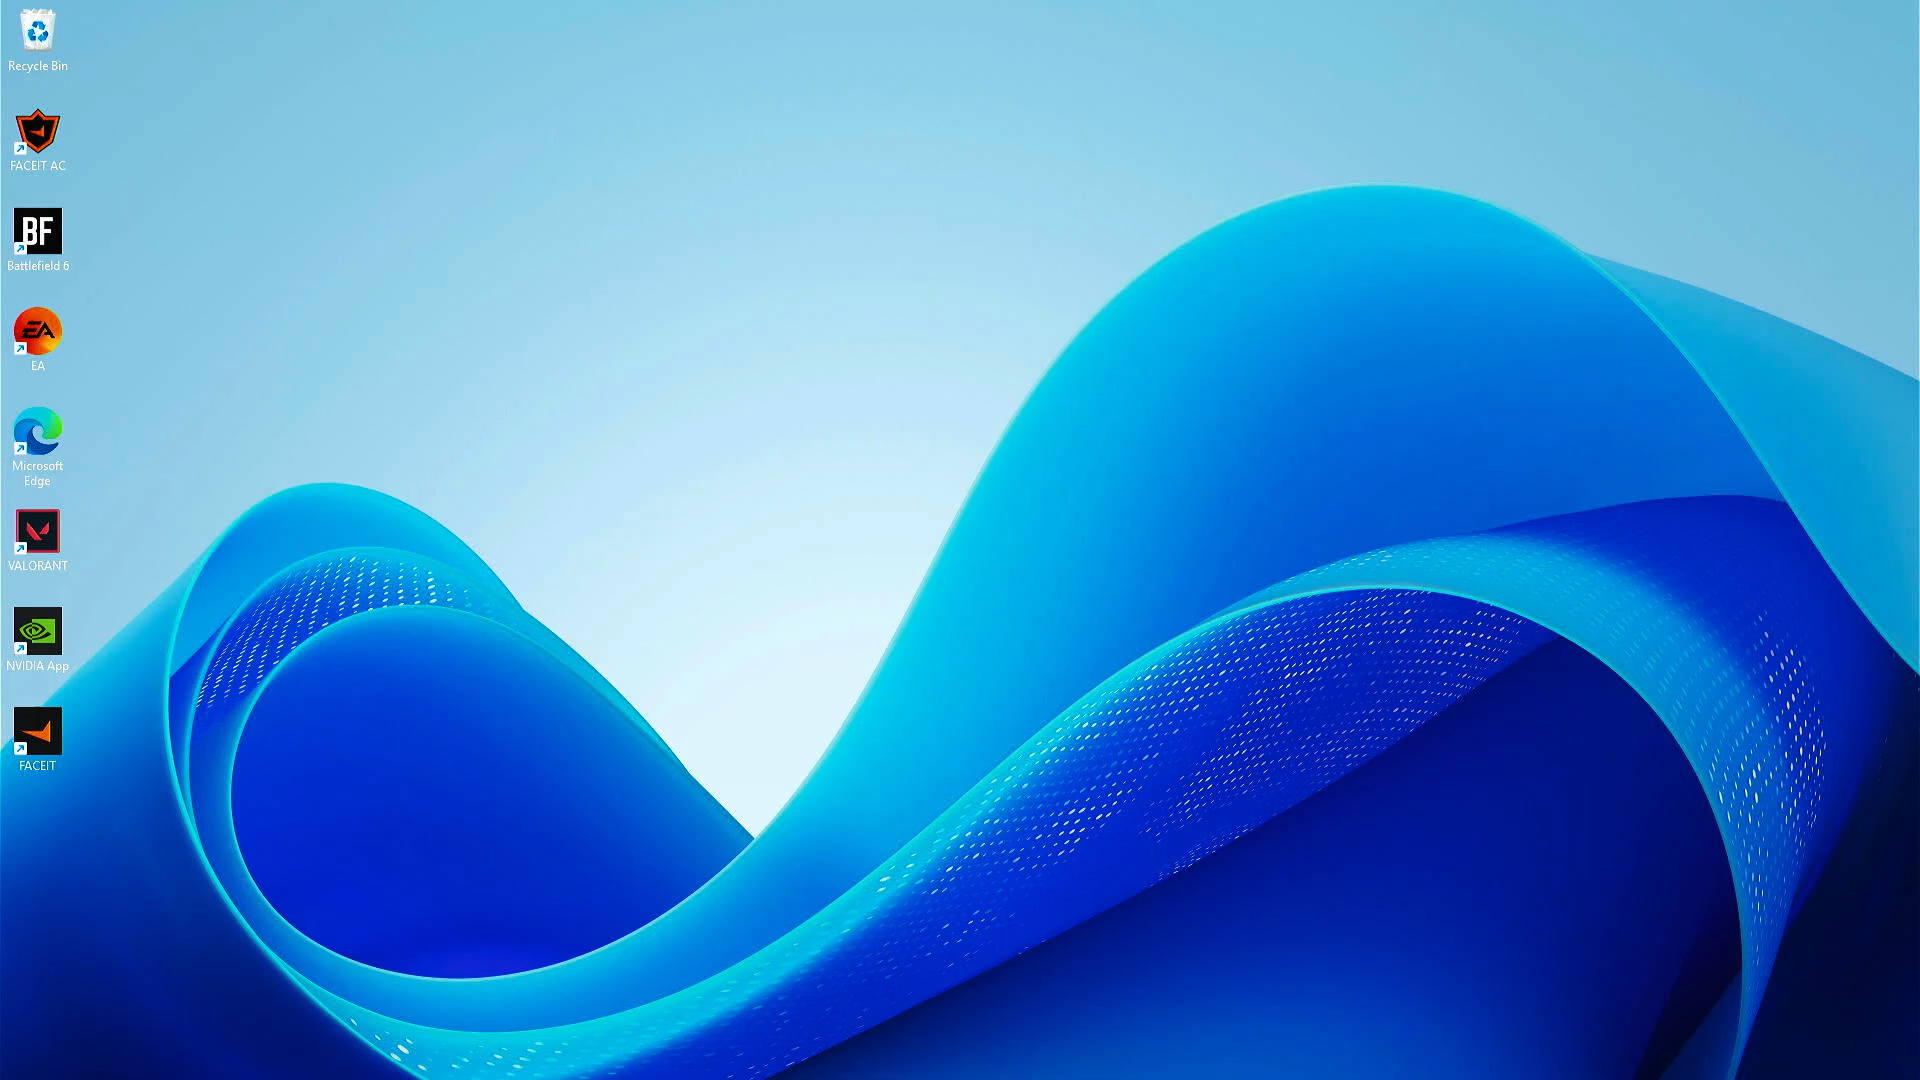 Recycle Bin
FACEIT AC
BF
Battlefield 6
EA
EA
Microsoft
Edge
VALORANT
NVIDIA App
FACEIT